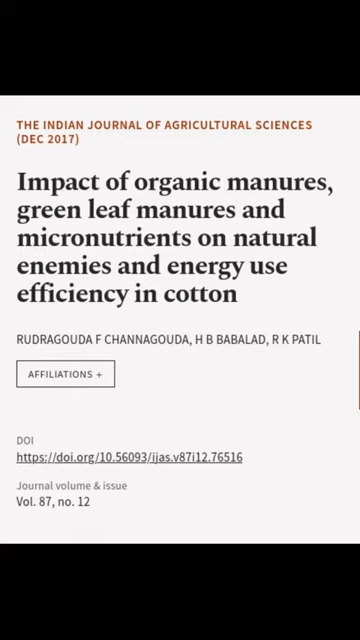 THE INDIAN JOURNAL OF AGRICULTURAL SCIENCES
(DEC 2017)
Impact of organic manures,
green leaf manures and
micronutrients on natural
enemies and energy use
efficiency in cotton
RUDRAGOUDA F CHANNAGOUDA, H B BABALAD, R K PATIL
AFFILIATIONS +
DOI
https://doi.org/10.56093/ijas.v87i12.76516
Journal volume & issue
Vol. 87, no. 12